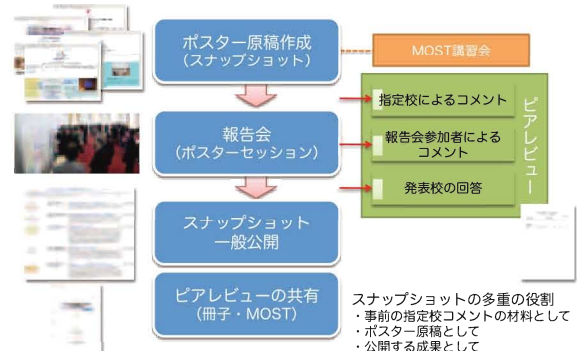 ポスター原稿作成
（スナップショット）
MOST講習会
指定校によるコメント
報告会
（ポスターセッション）
報告会参加者による
コメント
発表校の回答
ピアレビュー
スナップショット
一般公開
ピアレビューの共有
（冊子・MOST）
スナップショットの多重の役割
・事前の指定校コメントの材料として
・ポスター原稿として
・公開する成果として